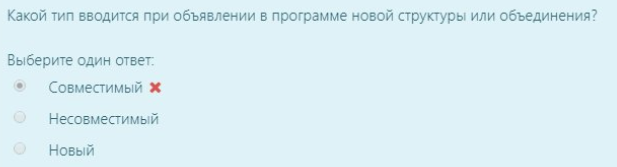 Какой тип вводится при объявлении в программе новой структуры или объединения?
Выберите один ответ:
Совместимый
Несовместимый
Новый